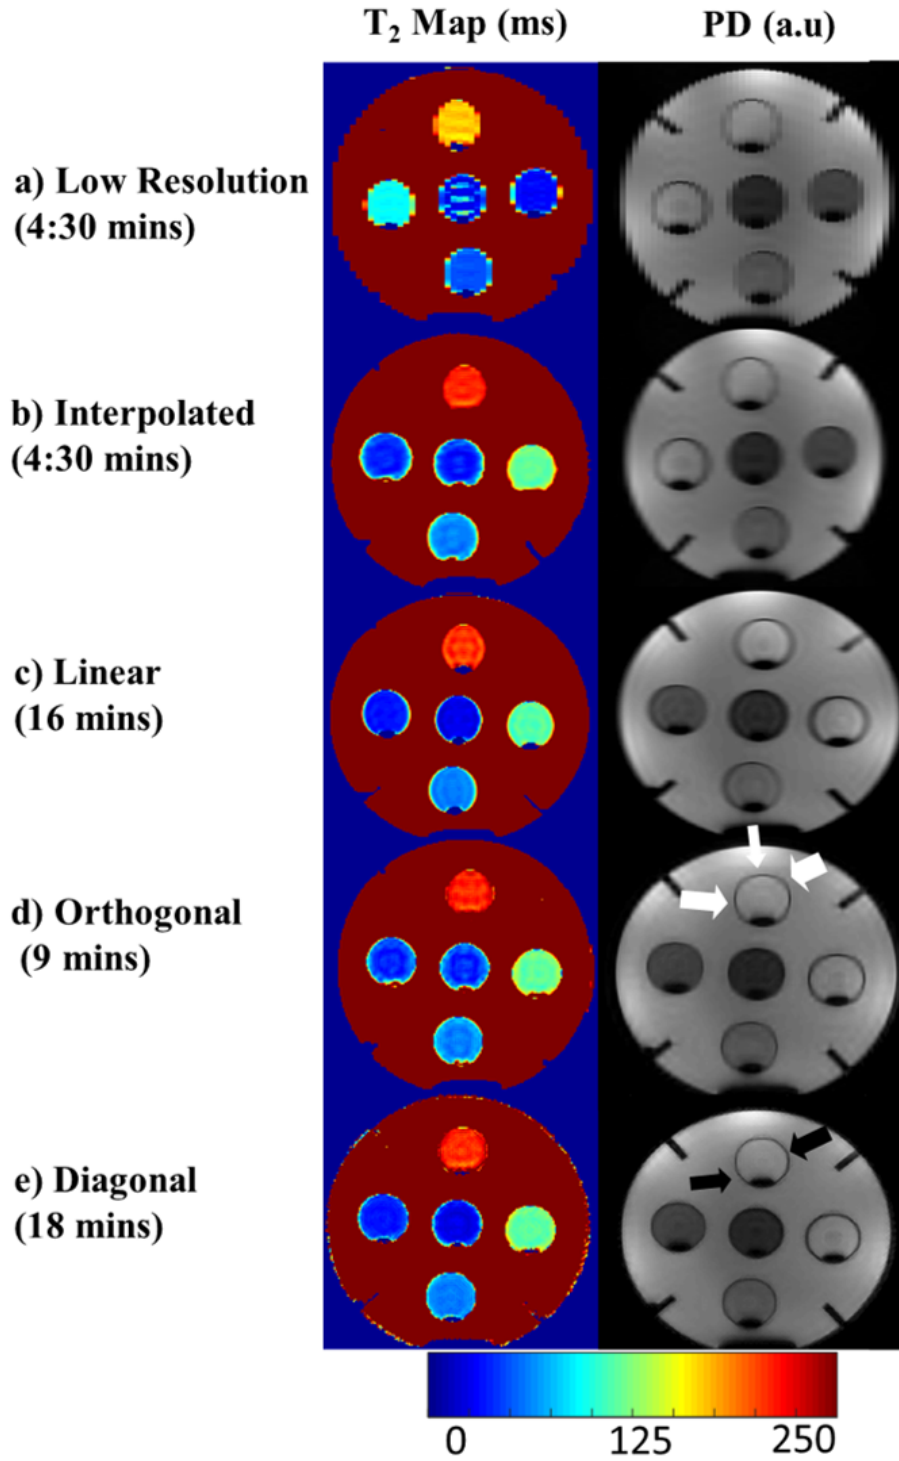 T₂ Map (ms) PD (a.u)
a) Low Resolution
(4:30 mins)
b) Interpolated
(4:30 mins)
c) Linear
(16 mins)
d) Orthogonal
(9 mins)
e) Diagonal
(18 mins)
0 125 250